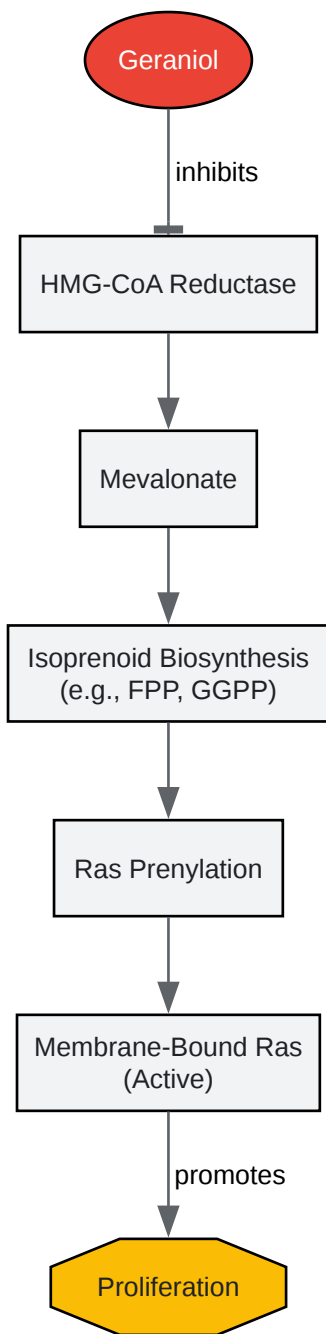 Geraniol
inhibits
HMG-CoA Reductase
Mevalonate
Isoprenoid Biosynthesis
(e.g., FPP, GGPP)
Ras Prenylation
Membrane-Bound Ras
(Active)
promotes
Proliferation